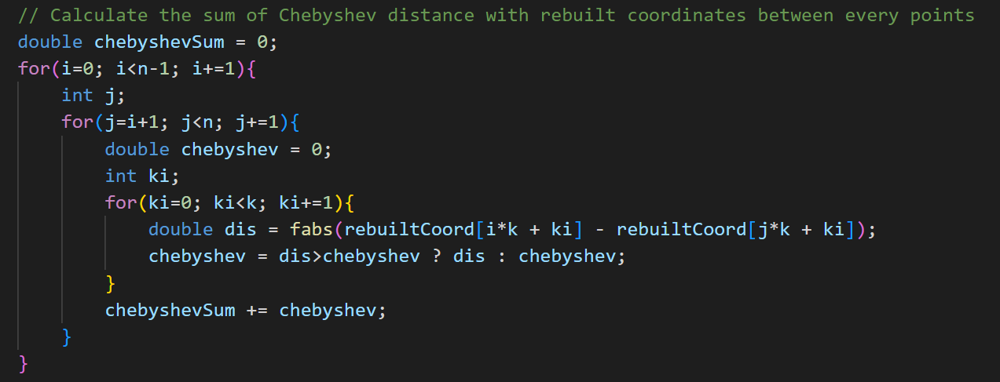 // Calculate the sum of Chebyshev distance with rebuilt coordinates between every points
double chebyshevSum = 0;
for(i=0; i<n-1; i+=1){
    int j;
    for(j=i+1; j<n; j+=1){
        double chebyshev = 0;
        int ki;
        for(ki=0; ki<k; ki+=1){
            double dis = fabs(rebuiltCoord[i*k + ki] - rebuiltCoord[j*k + ki]);
            chebyshev = dis>chebyshev ? dis : chebyshev;
        }
        chebyshevSum += chebyshev;
    }
}